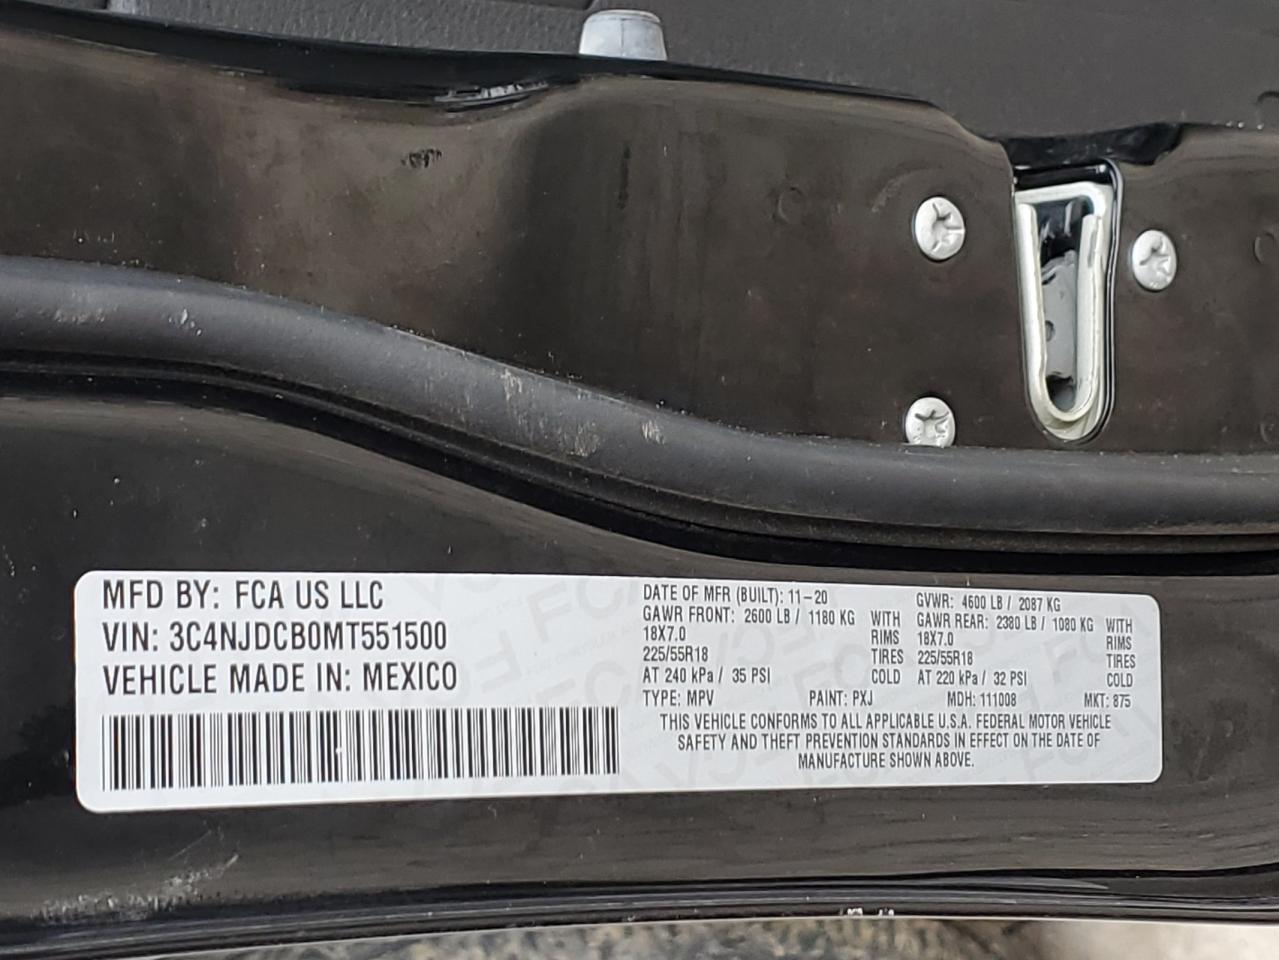 MFD BY: FCA US LLC
VIN: 3C4NJDCB0MT551500
VEHICLE MADE IN: MEXICO
DATE OF MFR (BUILT): 11-20 GVWR: 4600 LB / 2087 KG
GAWR FRONT: 2600 LB / 1180 KG WITH GAWR REAR: 2380 LB / 1080 KG WITH
18X7.0 RIMS 18X7.0 RIMS
225/55R18 TIRES 225/55R18 TIRES
AT 240 kPa / 35 PSI COLD AT 220 kPa / 32 PSI COLD
TYPE: MPV PAINT: PXJ MDH: 111008 MKT: 875
THIS VEHICLE CONFORMS TO ALL APPLICABLE U.S.A. FEDERAL MOTOR VEHICLE
SAFETY AND THEFT PREVENTION STANDARDS IN EFFECT ON THE DATE OF
MANUFACTURE SHOWN ABOVE.